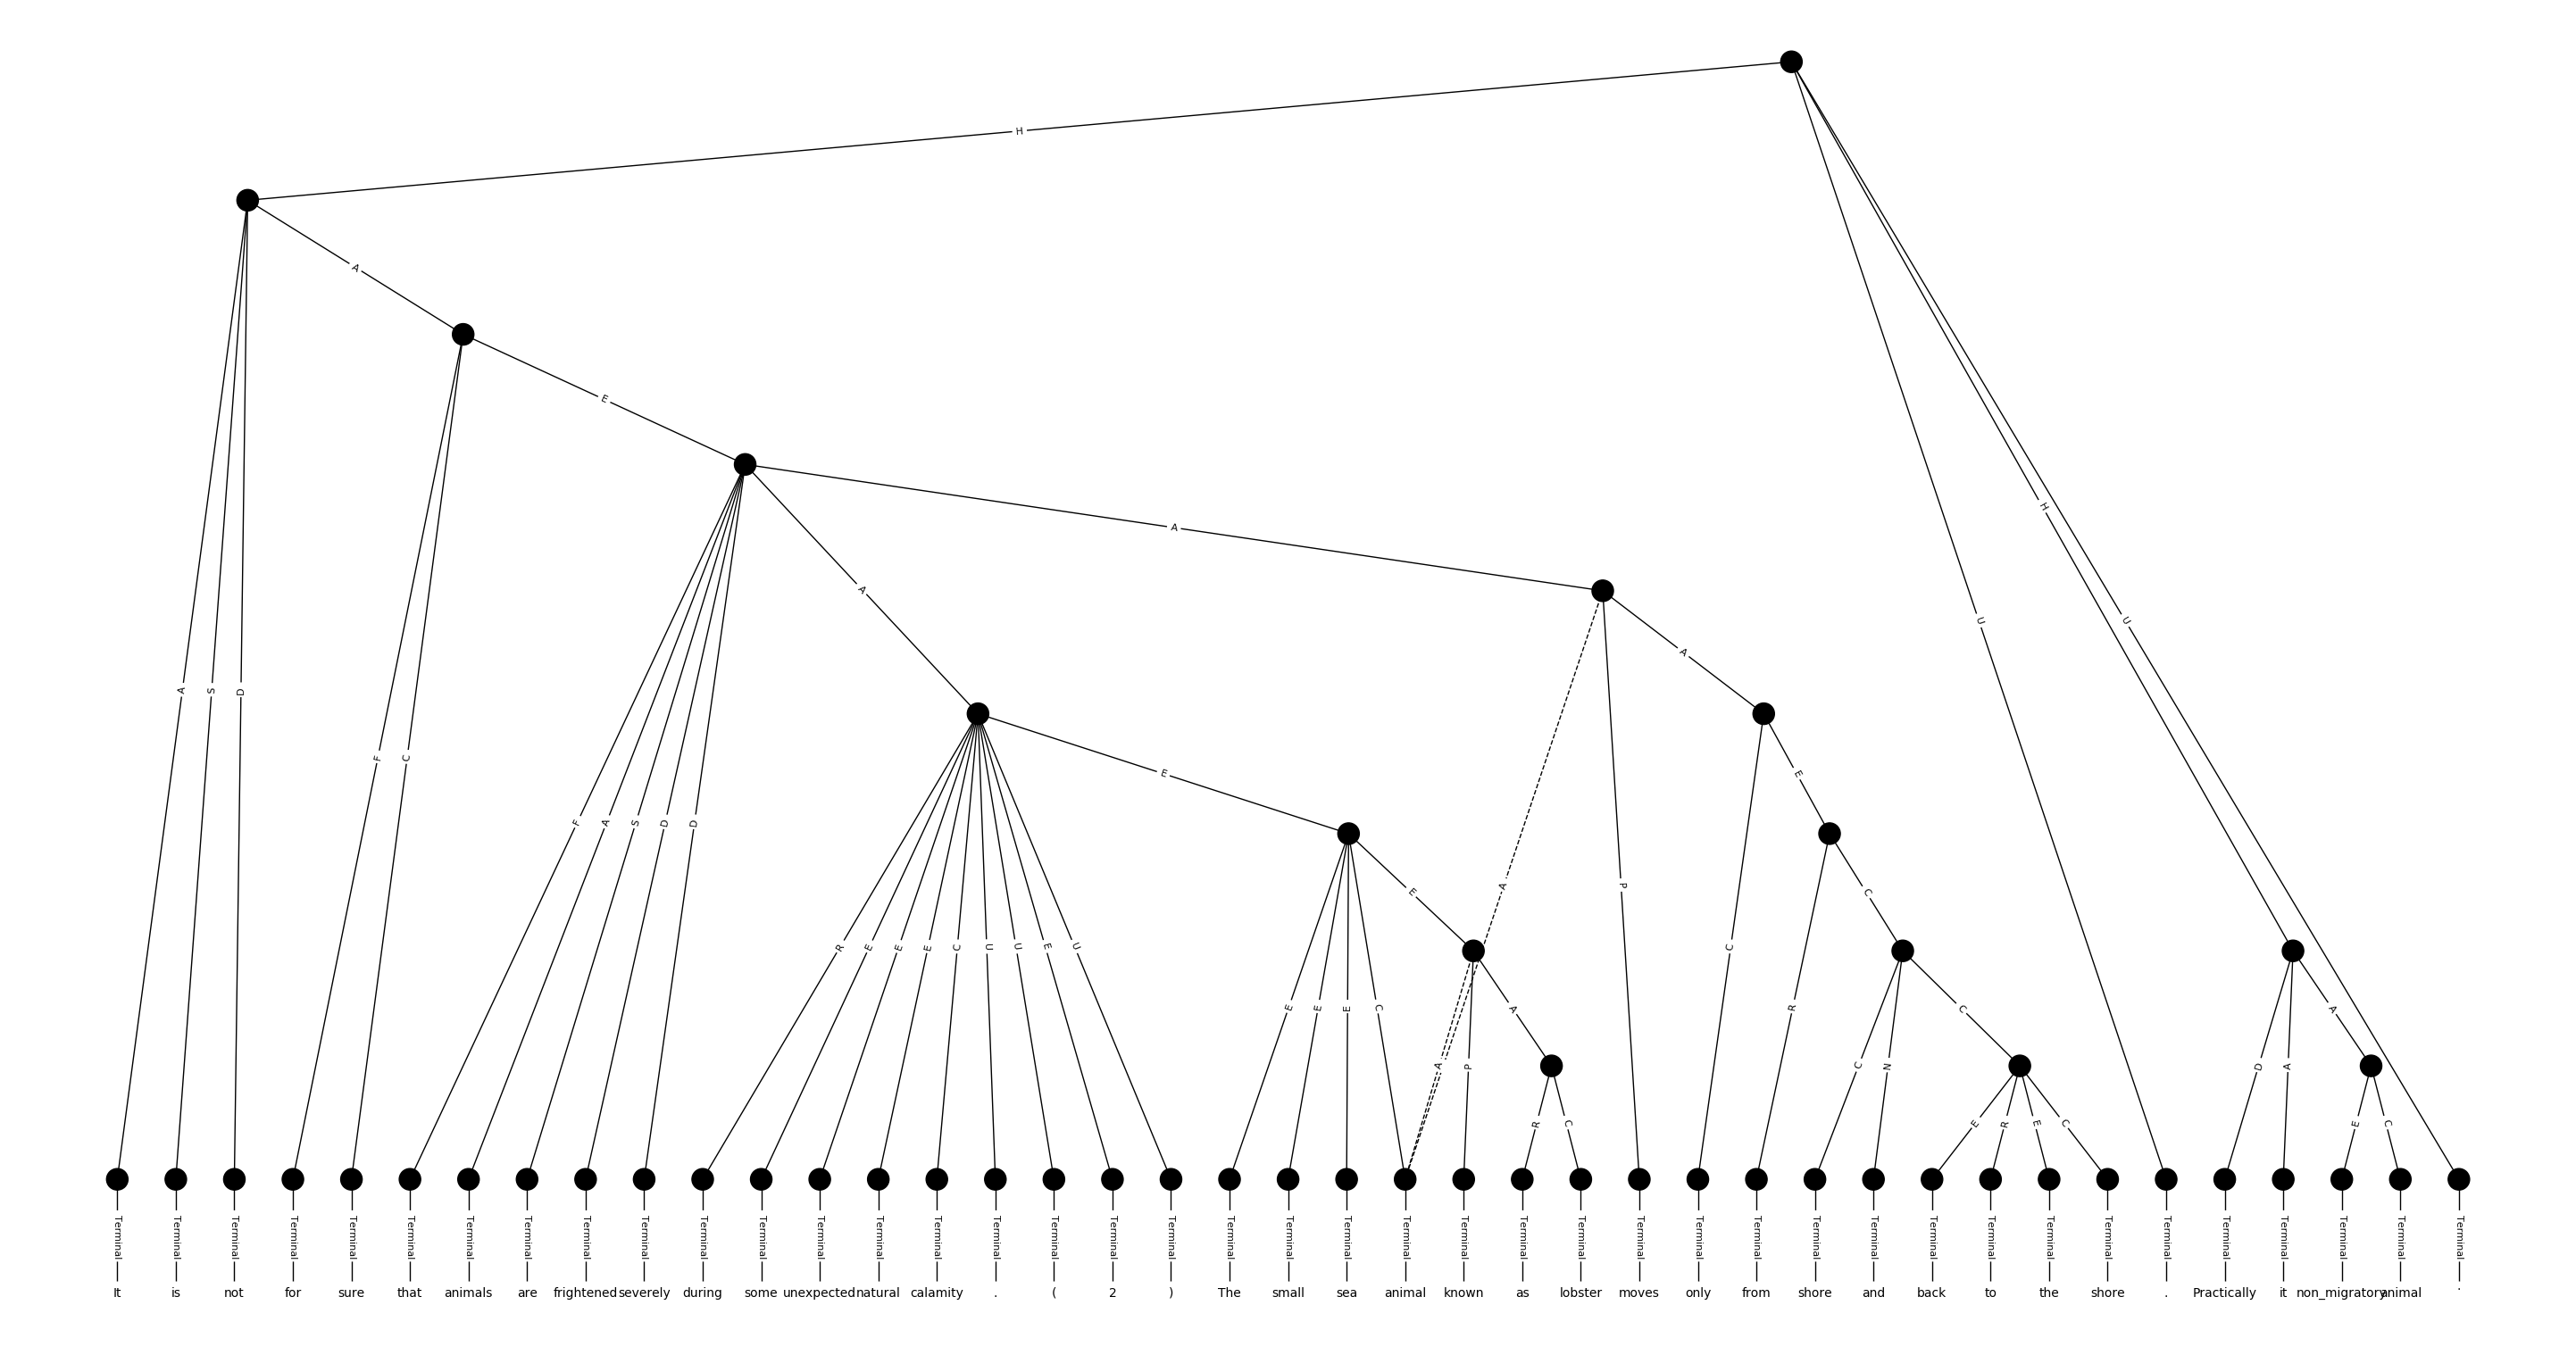 H
A
E
A
H
A
U U
A
A S D
F C
E E
F A S D D
A P
E C
R E E E C U U E U
C
E E E C A R
A P C N C D A A
R C E R E C E C
Terminal Terminal Terminal Terminal Terminal Terminal Terminal Terminal Terminal Terminal Terminal Terminal Terminal Terminal Terminal Terminal Terminal Terminal Terminal Terminal Terminal Terminal Terminal Terminal Terminal Terminal Terminal Terminal Terminal Terminal Terminal Terminal Terminal Terminal Terminal Terminal Terminal Terminal Terminal Terminal Terminal
It is not for sure that animals are frightened severely during some unexpected natural calamity . ( 2 ) The small sea animal known as lobster moves only from shore and back to the shore . Practically it non_migratory animal .